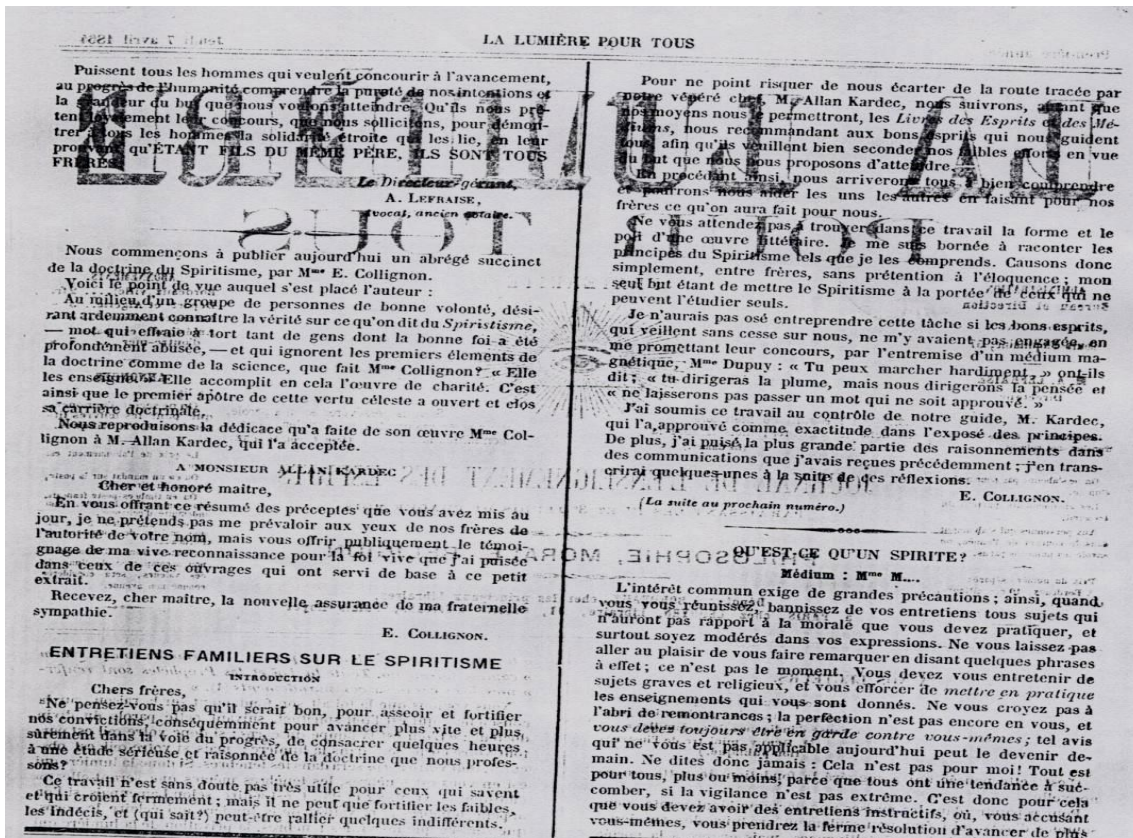 LA LUMIÈRE POUR TOUS
Puissent tous les hommes qui veulent concourir à l'avancement,
au progrès de l'humanité comprendre la pureté de nos intentions et
la grandeur du but que nous voulons atteindre. Qu'ils nous prê-
tent loyalement leur concours, que nous sollicitons, pour démon-
trer à tous les hommes la solidarité étroite qui les lie, en leur
prouvant qu'ÉTANT FILS DU MÊME PÈRE, ILS SONT TOUS
FRÈRES.
Le Directeur-gérant,
A. LEFRAISE,
avocat, ancien notaire.
Nous commençons à publier aujourd'hui un abrégé succinct
de la doctrine du Spiritisme, par Mme E. Collignon.
Voici le point de vue auquel s'est placé l'auteur :
Au milieu d'un groupe de personnes de bonne volonté, dési-
rant ardemment connaître la vérité sur ce qu'on dit du Spiristisme,
— mot qui effraie à tort tant de gens dont la bonne foi a été
profondément abusée, — et qui ignorent les premiers élements de
la doctrine comme de la science, que fait Mme Collignon? « Elle
les enseigne. » Elle accomplit en cela l'œuvre de charité. C'est
ainsi que le premier apôtre de cette vertu céleste a ouvert et clos
sa carrière doctrinale.
Nous reproduisons la dédicace qu'a faite de son œuvre Mme Col-
lignon à M. Allan Kardec, qui l'a acceptée.
A MONSIEUR ALLAN KARDEC
Cher et honoré maitre,
En vous offrant ce résumé des préceptes que vous avez mis au
jour, je ne prétends pas me prévaloir aux yeux de nos frères de
l'autorité de votre nom, mais vous offrir publiquement le témoi-
gnage de ma vive reconnaissance pour la foi vive que j'ai puisée
dans ceux de ces ouvrages qui ont servi de base à ce petit
extrait.
Recevez, cher maître, la nouvelle assurance de ma fraternelle
sympathie.
E. COLLIGNON.
ENTRETIENS FAMILIERS SUR LE SPIRITISME
INTRODUCTION
Chers frères,
Ne pensez-vous pas qu'il serait bon, pour asseoir et fortifier
nos convictions, conséquemment pour avancer plus vite et plus
sûrement dans la voie du progrès, de consacrer quelques heures
à une étude sérieuse et raisonnée de la doctrine que nous profes-
sons?
Ce travail n'est sans doute pas très utile pour ceux qui savent
et qui croient fermement ; mais il ne peut que fortifier les faibles,
les indécis, et (qui sait?) peut-être rallier quelques indifférents.
Pour ne point risquer de nous écarter de la route tracée par
notre vénéré chef, M. Allan Kardec, nous suivrons, autant que
nos moyens nous le permettront, les Livres des Esprits et des Mé-
diums, nous recommandant aux bons esprits qui nous guident
tous, afin qu'ils veuillent bien seconder nos faibles efforts en vue
du but que nous nous proposons d'atteindre.
En procédant ainsi, nous arriverons tous à bien comprendre
et pourrons nous aider les uns les autres en faisant pour nos
frères ce qu'on aura fait pour nous.
Ne vous attendez pas à trouver dans ce travail la forme et le
poli d'une œuvre littéraire. Je me suis bornée à raconter les
principes du Spiritisme tels que je les comprends. Causons donc
simplement, entre frères, sans prétention à l'éloquence ; mon
seul but étant de mettre le Spiritisme à la portée de ceux qui ne
peuvent l'étudier seuls.
Je n'aurais pas osé entreprendre cette tâche si les bons esprits,
qui veillent sans cesse sur nous, ne m'y avaient pas engagée, en
me promettant leur concours, par l'entremise d'un médium ma-
gnétique, Mme Dupuy : « Tu peux marcher hardiment, » ont-ils
dit ; « tu dirigeras la plume, mais nous dirigerons la pensée et
« ne laisserons pas passer un mot qui ne soit approuvé. »
J'ai soumis ce travail au contrôle de notre guide, M. Kardec,
qui l'a approuvé comme exactitude dans l'exposé des principes.
De plus, j'ai puisé la plus grande partie des raisonnements dans
des communications que j'avais reçues précédemment ; j'en trans-
crirai quelques-unes à la suite de ces réflexions.
E. COLLIGNON.
(La suite au prochain numéro.)
QU'EST-CE QU'UN SPIRITE?
Médium : Mme M....
L'intérêt commun exige de grandes précautions ; ainsi, quand
vous vous réunissez, bannissez de vos entretiens tous sujets qui
n'auront pas rapport à la morale que vous devez pratiquer, et
surtout soyez modérés dans vos expressions. Ne vous laissez pas
aller au plaisir de vous faire remarquer en disant quelques phrases
à effet ; ce n'est pas le moment. Vous devez vous entretenir de
sujets graves et religieux, et vous efforcer de mettre en pratique
les enseignements qui vous sont donnés. Ne vous croyez pas à
l'abri de remontrances ; la perfection n'est pas encore en vous, et
vous devez toujours être en garde contre vous-mêmes ; tel avis
qui ne vous est pas applicable aujourd'hui peut le devenir de-
main. Ne dites donc jamais : Cela n'est pas pour moi! Tout est
pour tous, plus ou moins, parce que tous ont une tendance à suc-
comber, si la vigilance n'est pas extrême. C'est donc pour cela
que vous devez avoir des entretiens instructifs, où, vous accusant
vous-mêmes, vous prendrez la ferme résolution d'avancer de plus